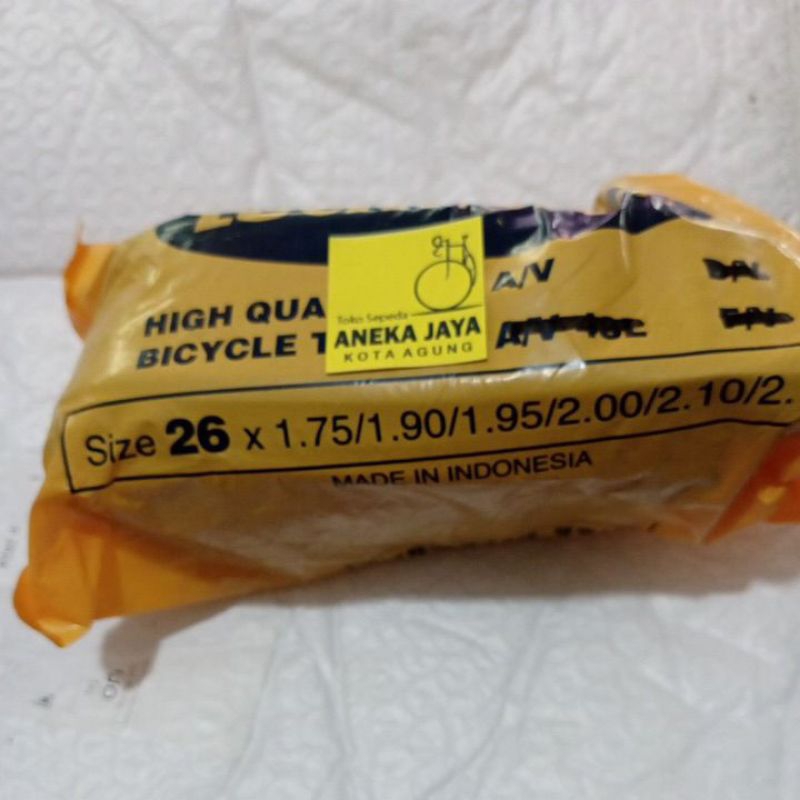 HIGH QUA
BICYCLE T
Toko Sepeda
ANEKA JAYA
KOTA AGUNG
A/V
Size 26 x 1.75/1.90/1.95/2.00/2.10/2.
MADE IN INDONESIA